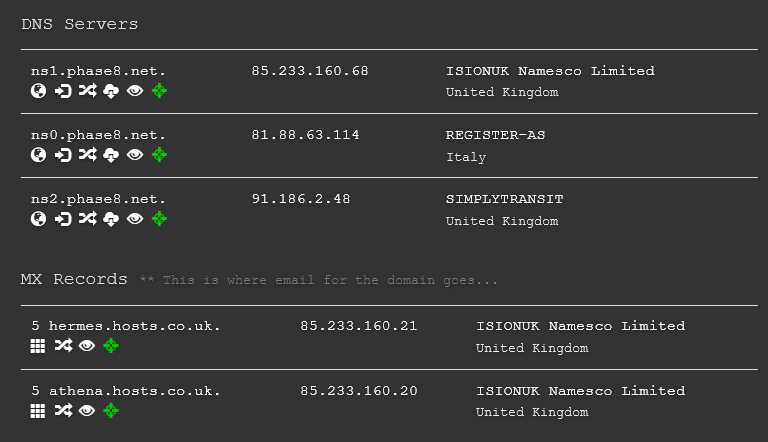 DNS Servers
ns1.phase8.net. 85.233.160.68 ISIONUK Namesco Limited
United Kingdom
ns0.phase8.net. 81.88.63.114 REGISTER-AS
Italy
ns2.phase8.net. 91.186.2.48 SIMPLYTRANSIT
United Kingdom
MX Records ** This is where email for the domain goes...
5 hermes.hosts.co.uk. 85.233.160.21 ISIONUK Namesco Limited
United Kingdom
5 athena.hosts.co.uk. 85.233.160.20 ISIONUK Namesco Limited
United Kingdom